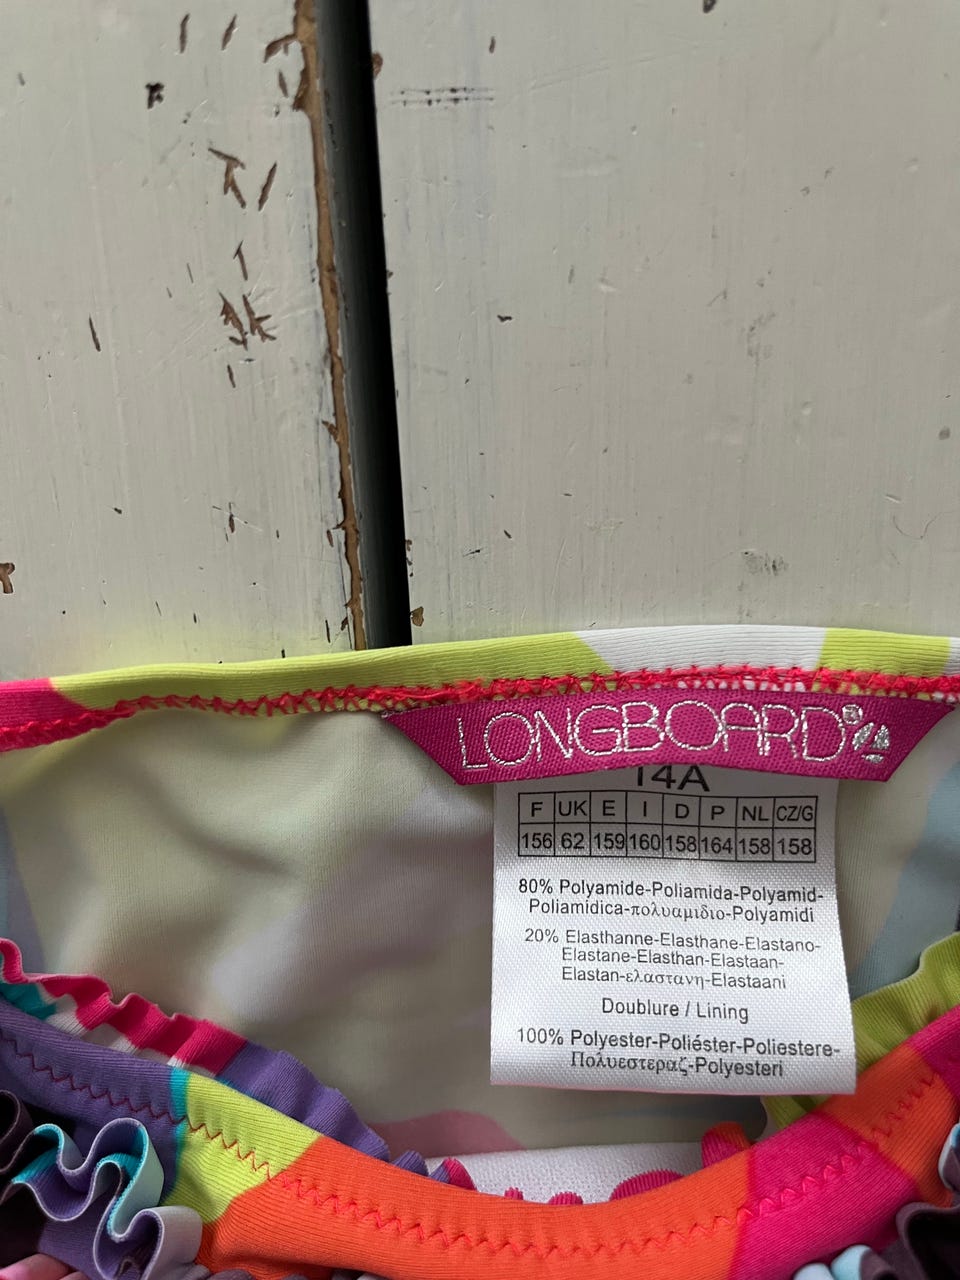 LONGBOARD
14A
F UK E I D P NL CZ/G
156 62 159 160 158 164 158 158
80% Polyamide-Poliamida-Polyamid-
Poliamidica-πολυαμιδιο-Polyamidi
20% Elasthanne-Elasthane-Elastano-
Elastane-Elasthan-Elastaan-
Elastan-ελαστανη-Elastaani
Doublure / Lining
100% Polyester-Poliéster-Poliestere-
Πολυεστεραζ-Polyesteri